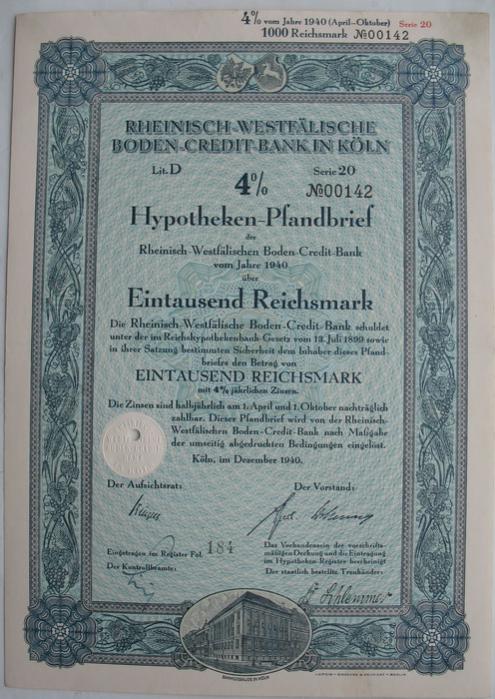 4% vom Jahre 1940 (April-Oktober) Serie 20
1000 Reichsmark №00142
RHEINISCH-WESTFÄLISCHE
BODEN-CREDIT-BANK IN KÖLN
Lit. D Serie 20
4% №00142
Hypotheken-Pfandbrief
der
Rheinisch-Westfälischen Boden-Credit-Bank
vom Jahre 1940
über
Eintausend Reichsmark
Die Rheinisch-Westfälische Boden-Credit-Bank schuldet
unter der im Reichshypothekenbank-Gesetz vom 13. Juli 1899 sowie
in ihrer Satzung bestimmten Sicherheit dem Inhaber dieses Pfand-
briefes den Betrag von
EINTAUSEND REICHSMARK
mit 4% jährlichen Zinsen.
Die Zinsen sind halbjährlich am 1. April und 1. Oktober nachträglich
zahlbar. Dieser Pfandbrief wird von der Rheinisch-
Westfälischen Boden-Credit-Bank nach Maßgabe
der umseitig abgedruckten Bedingungen eingelöst.
Köln, im Dezember 1940.
Der Aufsichtsrat: Der Vorstand:
Eingetragen im Register Fol. 184
Der Kontrollbeamte:
Das Vorhandensein der vorschrifts-
mäßigen Deckung und die Eintragung
im Hypotheken-Register bescheinigt
Der staatlich bestellte Treuhänder:
BANKGEBÄUDE IN KÖLN